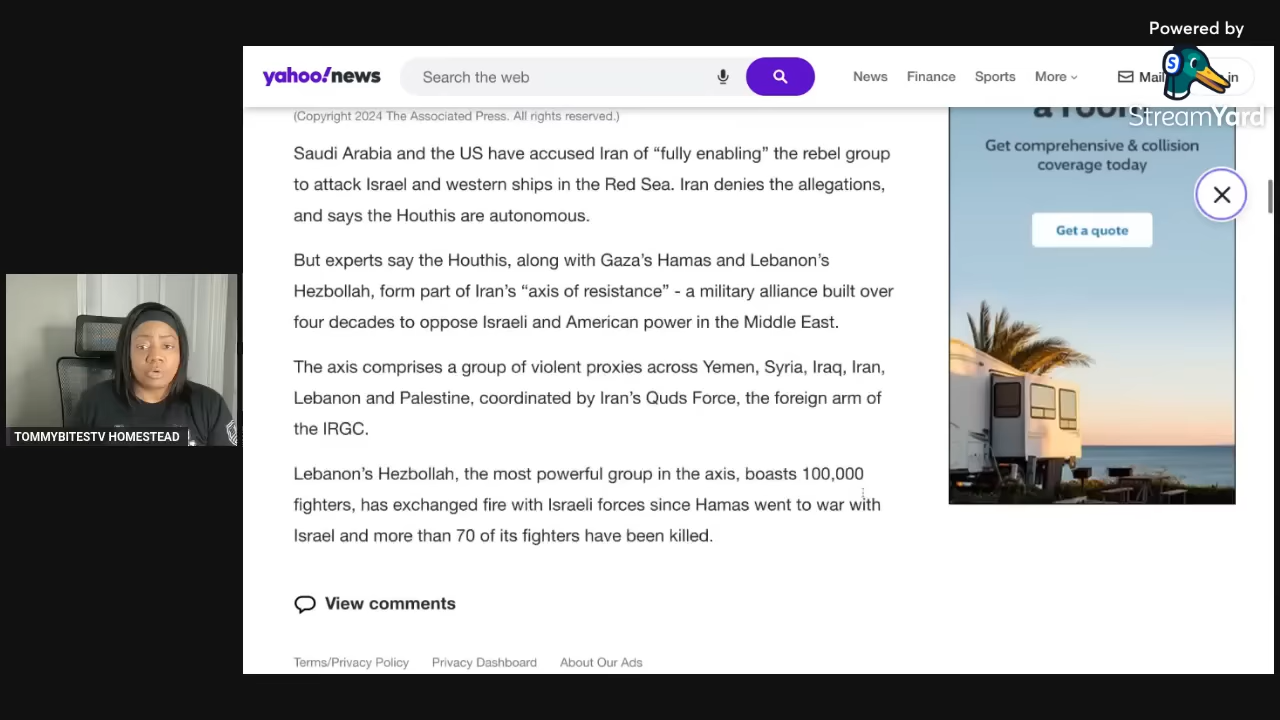 Powered by
yahoo!news
Search the web
News Finance Sports More
Mail
in
StreamYard
(Copyright 2024 The Associated Press. All rights reserved.)
Saudi Arabia and the US have accused Iran of “fully enabling” the rebel group
to attack Israel and western ships in the Red Sea. Iran denies the allegations,
and says the Houthis are autonomous.
But experts say the Houthis, along with Gaza’s Hamas and Lebanon’s
Hezbollah, form part of Iran’s “axis of resistance” - a military alliance built over
four decades to oppose Israeli and American power in the Middle East.
The axis comprises a group of violent proxies across Yemen, Syria, Iraq, Iran,
Lebanon and Palestine, coordinated by Iran’s Quds Force, the foreign arm of
the IRGC.
Lebanon’s Hezbollah, the most powerful group in the axis, boasts 100,000
fighters, has exchanged fire with Israeli forces since Hamas went to war with
Israel and more than 70 of its fighters have been killed.
View comments
Terms/Privacy Policy Privacy Dashboard About Our Ads
a room
Get comprehensive & collision
coverage today
Get a quote
TOMMYBITESTV HOMESTEAD